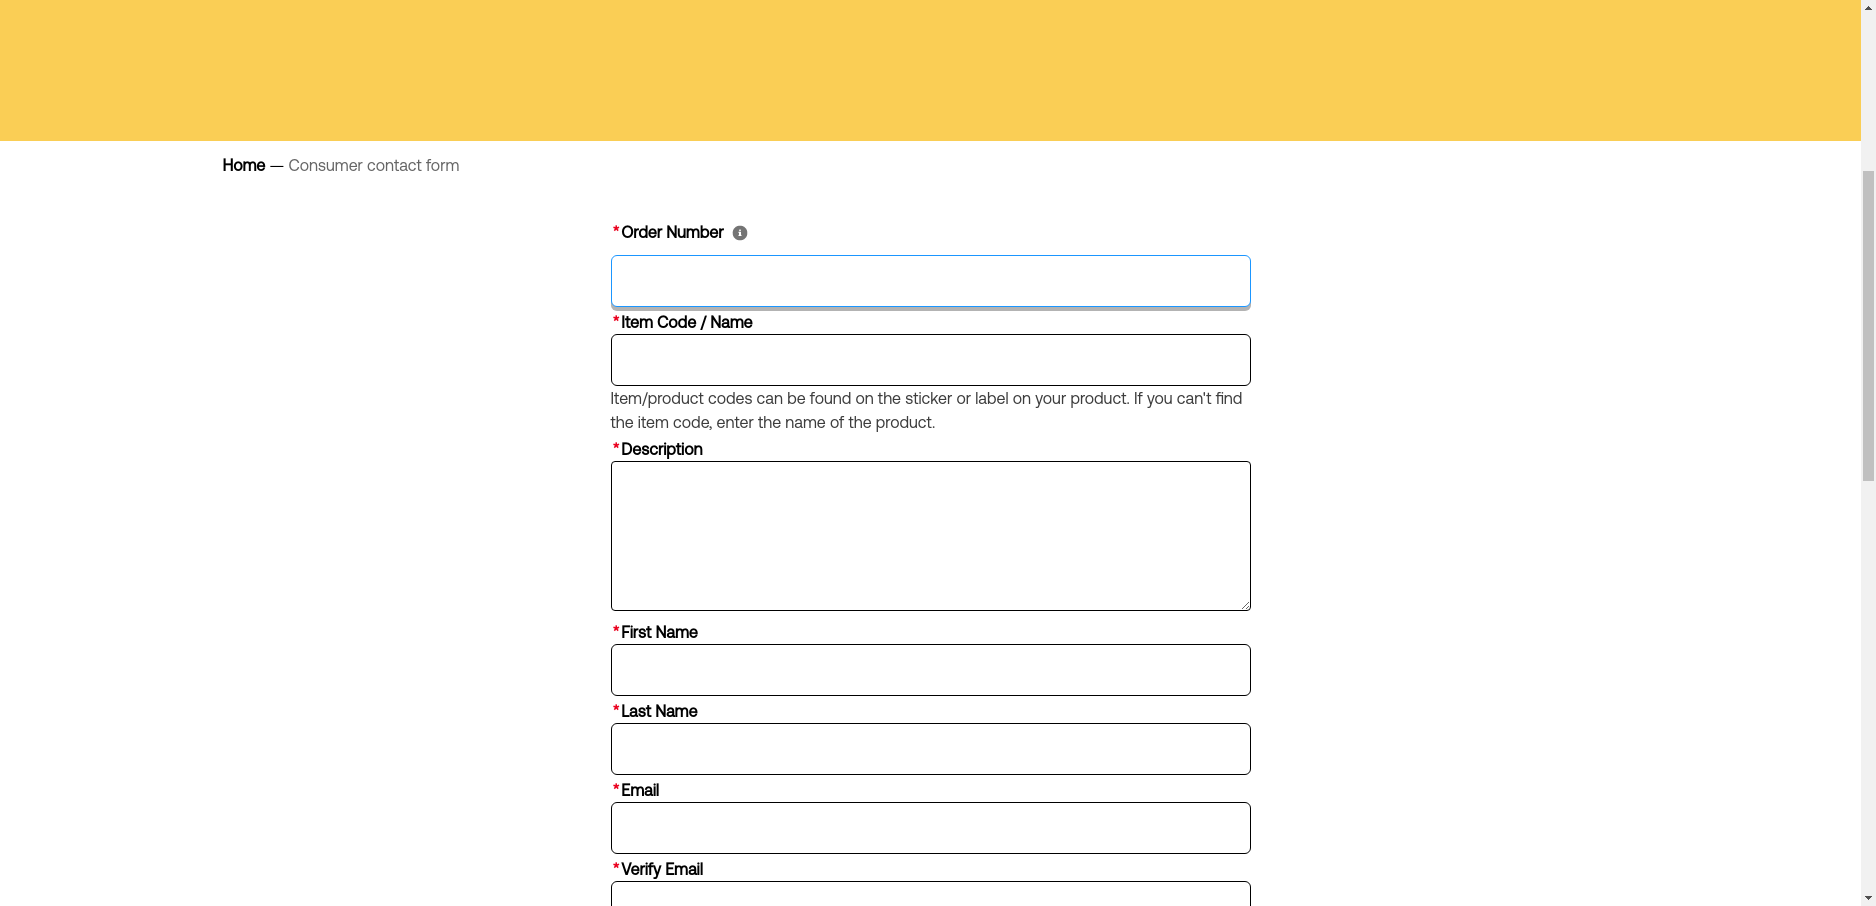 Home — Consumer contact form
*Order Number
*Item Code / Name
Item/product codes can be found on the sticker or label on your product. If you can't find
the item code, enter the name of the product.
*Description
*First Name
*Last Name
*Email
*Verify Email